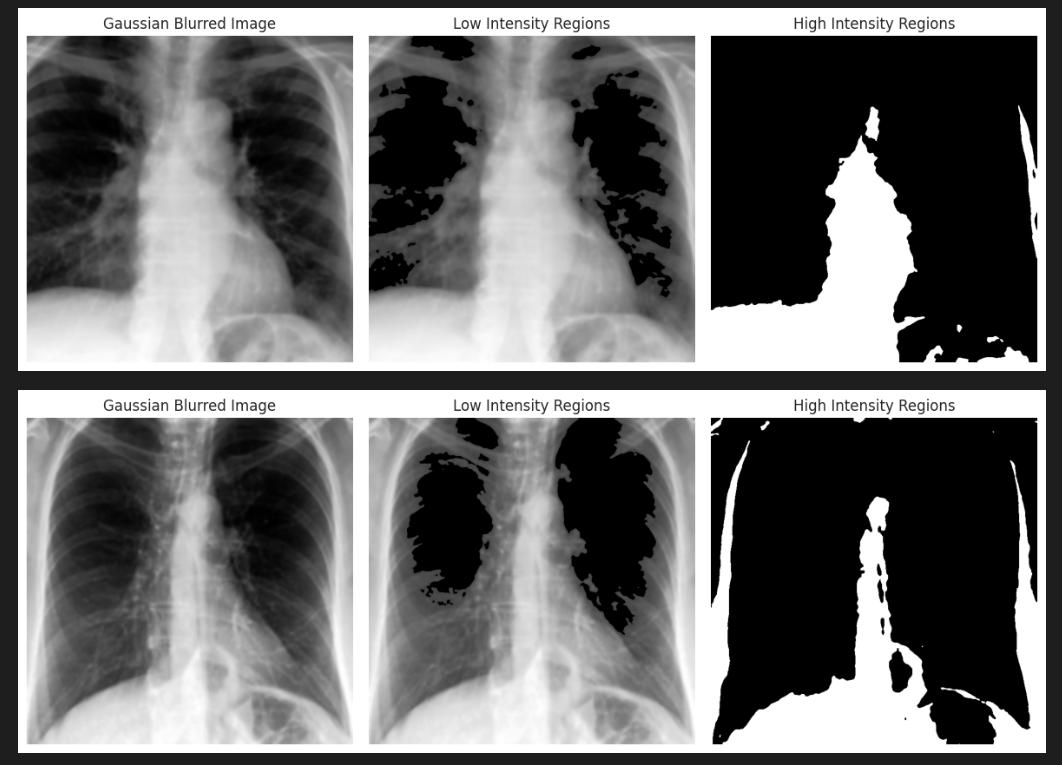 Gaussian Blurred Image
Low Intensity Regions
High Intensity Regions
Gaussian Blurred Image
Low Intensity Regions
High Intensity Regions